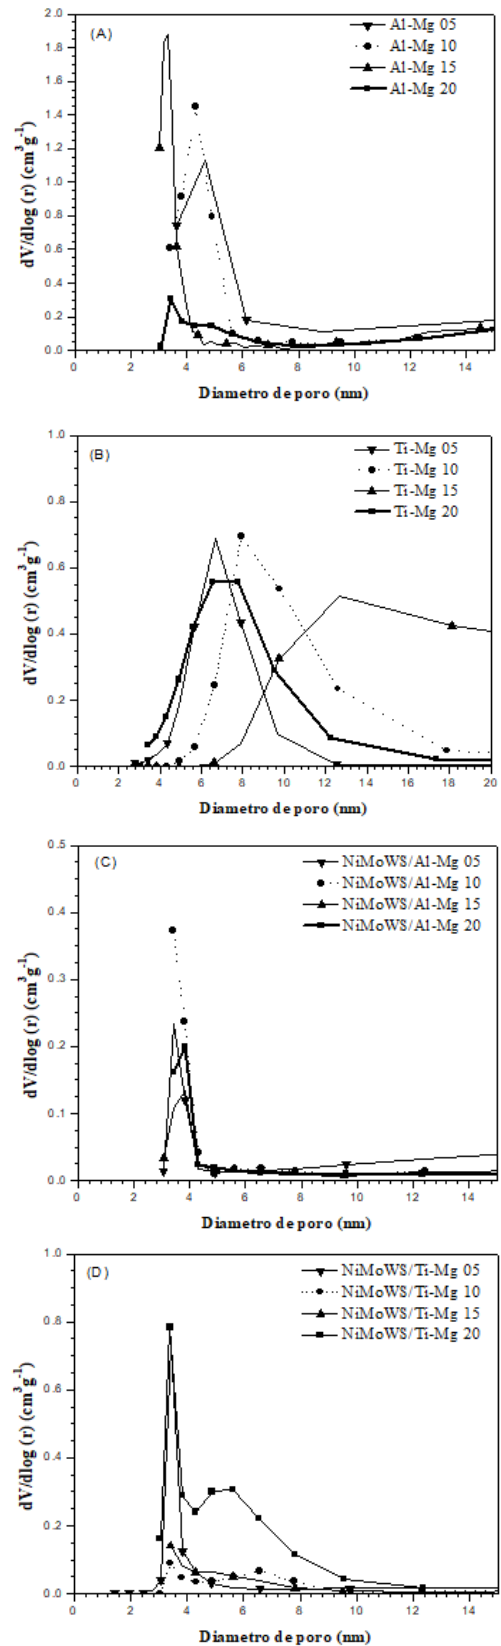 (A)
Al-Mg 05
Al-Mg 10
Al-Mg 15
Al-Mg 20
dV/dlog (r) (cm³g⁻¹)
2.0
1.8
1.6
1.4
1.2
1.0
0.8
0.6
0.4
0.2
0.0
0 2 4 6 8 10 12 14
Diametro de poro (nm)
(B)
Ti-Mg 05
Ti-Mg 10
Ti-Mg 15
Ti-Mg 20
dV/dlog (r) (cm³g⁻¹)
1.0
0.8
0.6
0.4
0.2
0.0
0 2 4 6 8 10 12 14 16 18 20
Diametro de poro (nm)
(C)
NiMoW8/Al-Mg 05
NiMoW8/Al-Mg 10
NiMoW8/Al-Mg 15
NiMoW8/Al-Mg 20
dV/dlog (r) (cm³g⁻¹)
0.5
0.4
0.3
0.2
0.1
0.0
0 2 4 6 8 10 12 14
Diametro de poro (nm)
(D)
NiMoW8/Ti-Mg 05
NiMoW8/Ti-Mg 10
NiMoW8/Ti-Mg 15
NiMoW8/Ti-Mg 20
dV/dlog (r) (cm³g⁻¹)
1.0
0.8
0.6
0.4
0.2
0.0
0 2 4 6 8 10 12 14
Diametro de poro (nm)